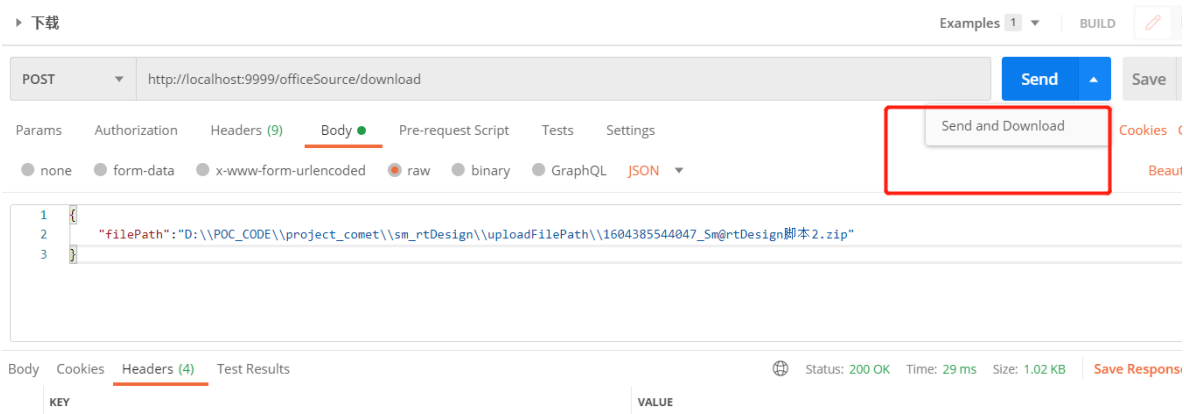 下载
Examples 1 BUILD
POST http://localhost:9999/officeSource/download Send Save
Send and Download
Params Authorization Headers (9) Body Pre-request Script Tests Settings Cookies
none form-data x-www-form-urlencoded raw binary GraphQL JSON Beaut
1 {
2 "filePath":"D:\\POC_CODE\\project_comet\\sm_rtDesign\\uploadFilePath\\1604385544047_Sm@rtDesign脚本2.zip"
3 }
Body Cookies Headers (4) Test Results Status: 200 OK Time: 29 ms Size: 1.02 KB Save Response
KEY VALUE